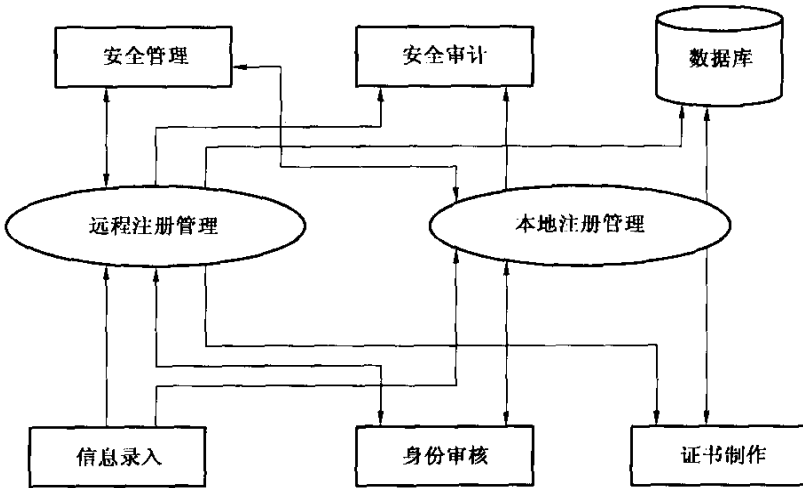 安全管理
安全审计
数据库
远程注册管理
本地注册管理
信息录入
身份审核
证书制作